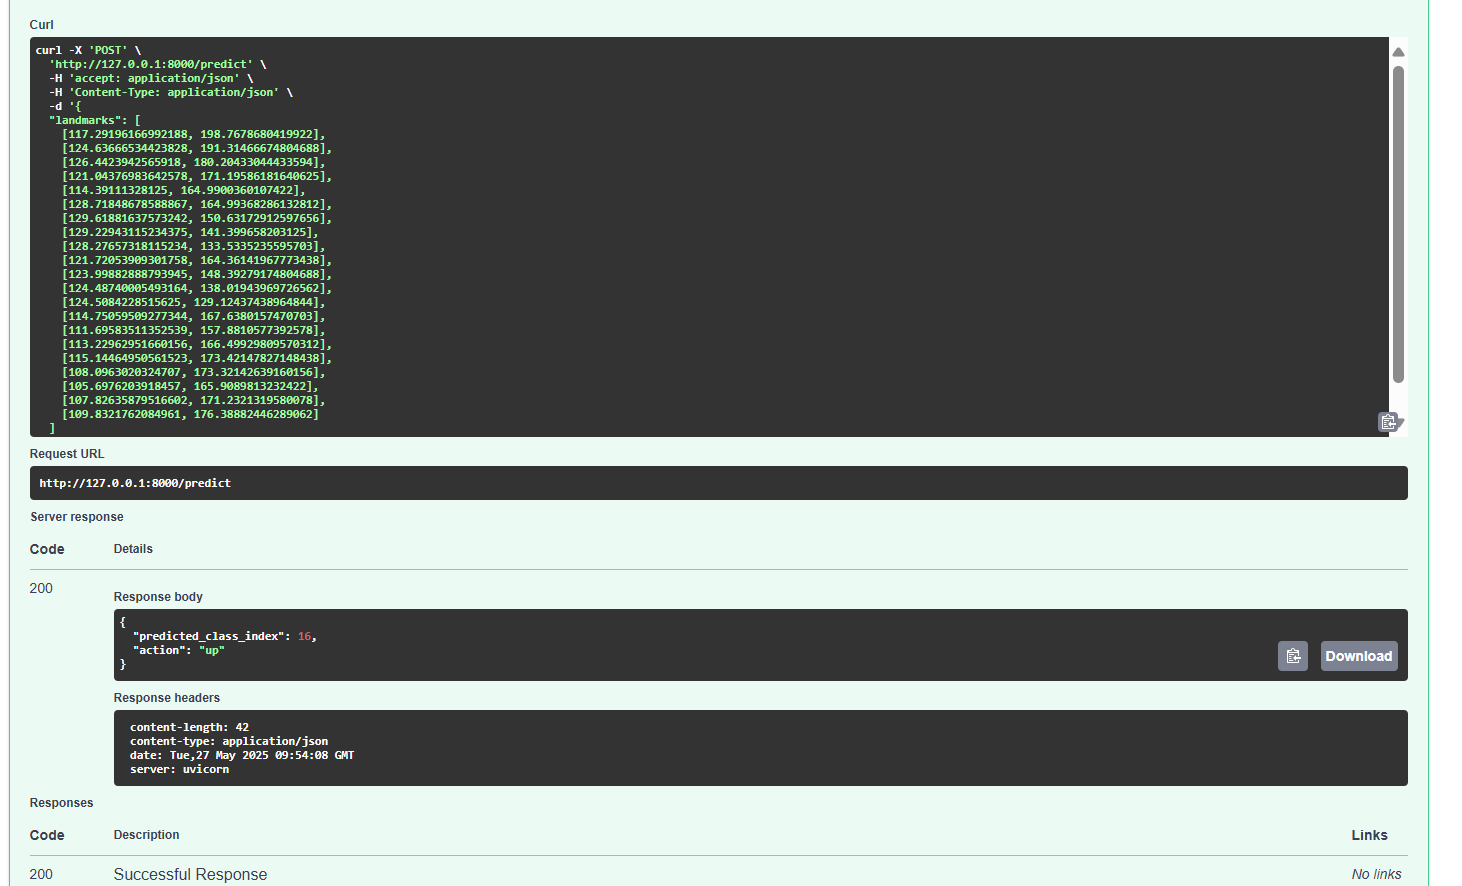 Curl
curl -X 'POST' \
'http://127.0.0.1:8000/predict' \
-H 'accept: application/json' \
-H 'Content-Type: application/json' \
-d '{
"landmarks": [
[117.29196166992188, 198.7678680419922],
[124.63666534423828, 191.31466674804688],
[126.4423942565918, 180.20433044433594],
[121.04376983642578, 171.19586181640625],
[114.39111328125, 164.9900360107422],
[128.71848678588867, 164.99368286132812],
[129.61881637573242, 150.63172912597656],
[129.22943115234375, 141.399658203125],
[128.27657318115234, 133.5335235595703],
[121.72053909301758, 164.36141967773438],
[123.99882888793945, 148.39279174804688],
[124.48740005493164, 138.01943969726562],
[124.5084228515625, 129.12437438964844],
[114.75059509277344, 167.6380157470703],
[111.69583511352539, 157.8810577392578],
[113.22962951660156, 166.49929809570312],
[115.14464950561523, 173.42147827148438],
[108.0963020324707, 173.32142639160156],
[105.6976203918457, 165.9089813232422],
[107.82635879516602, 171.2321319580078],
[109.8321762084961, 176.38882446289062]
]
Request URL
http://127.0.0.1:8000/predict
Server response
Code Details
200
Response body
{
"predicted_class_index": 16,
"action": "up"
}
Download
Response headers
content-length: 42
content-type: application/json
date: Tue,27 May 2025 09:54:08 GMT
server: uvicorn
Responses
Code Description Links
200 Successful Response No links